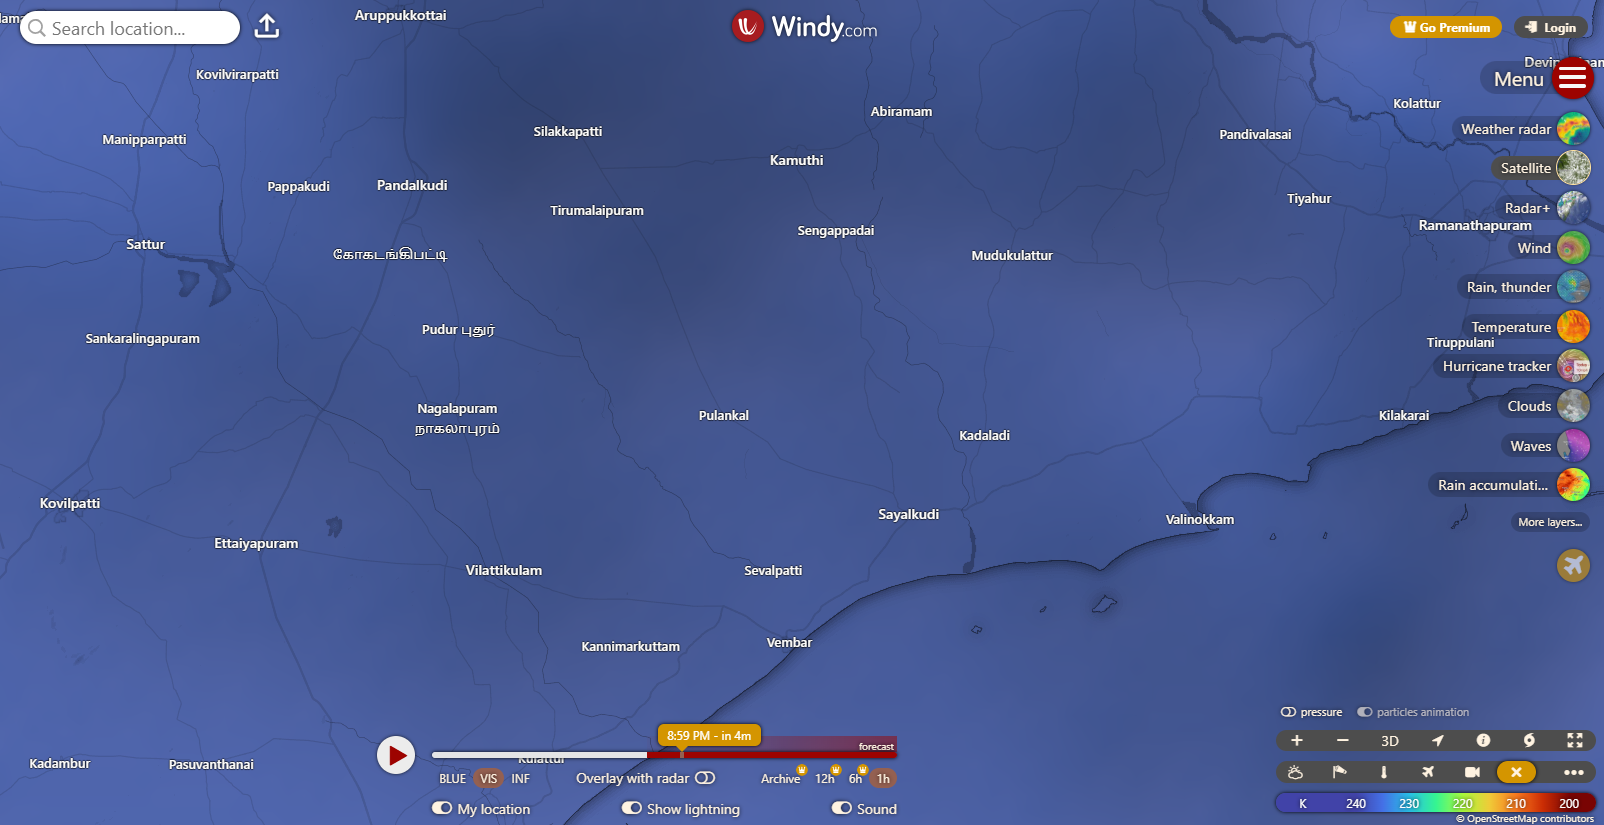 Search location...
Windy.com
Go Premium
Login
Menu
Weather radar
Satellite
Radar+
Wind
Rain, thunder
Temperature
Hurricane tracker
Clouds
Waves
Rain accumulati...
More layers...
Aruppukkottai
Kovilvirarpatti
Abiramam
Kolattur
Silakkapatti
Pandivalasai
Manipparpatti
Kamuthi
Pappakudi
Pandalkudi
Tiyahur
Tirumalaipuram
Ramanathapuram
Sengappadai
Sattur
கோகடங்கிபட்டி
Mudukulattur
Pudur புதுர்
Sankaralingapuram
Tiruppulani
Nagalapuram
நாகலாபுரம்
Pulankal
Kilakarai
Kadaladi
Kovilpatti
Sayalkudi
Valinokkam
Ettaiyapuram
Vilattikulam
Sevalpatti
Kannimarkuttam
Vembar
Kadambur
Pasuvanthanai
Kulattur
8:59 PM - in 4m
forecast
BLUE VIS INF
Overlay with radar
Archive 12h 6h 1h
My location
Show lightning
Sound
pressure
particles animation
3D
K 240 230 220 210 200
© OpenStreetMap contributors